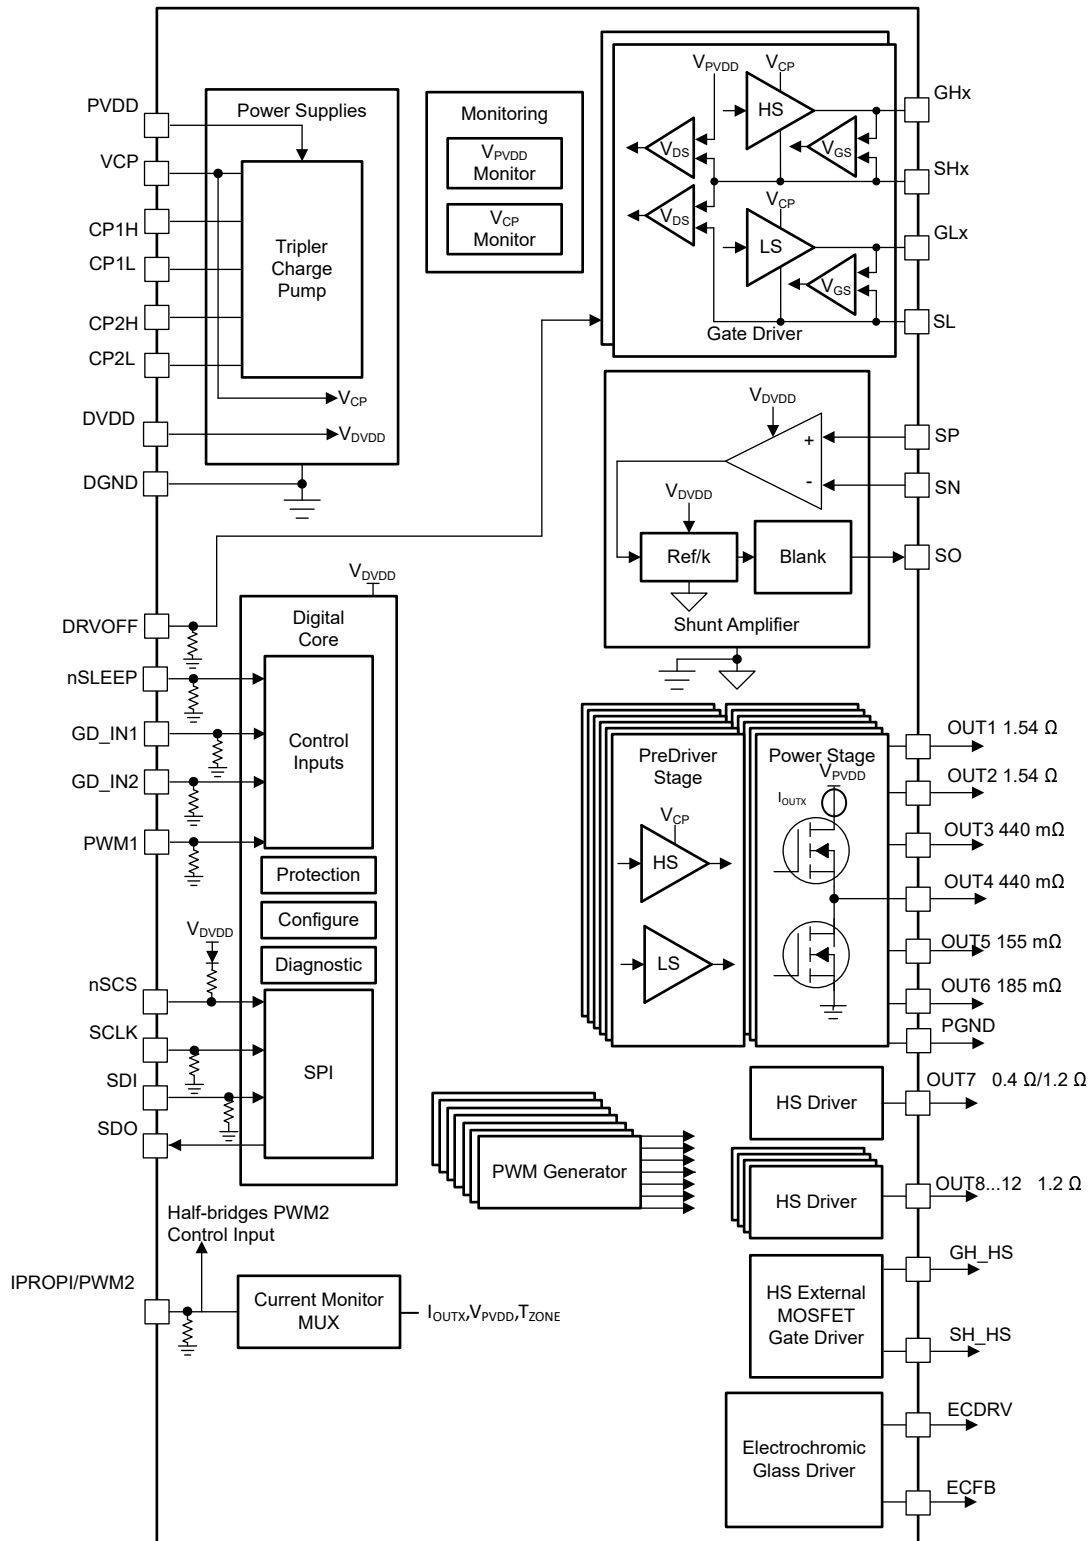 PVDD
VCP
CP1H
CP1L
CP2H
CP2L
DVDD
DGND
Power Supplies
Tripler
Charge
Pump
VCP
VDVDD
Monitoring
VPVDD
Monitor
VCP
Monitor
VPVDD
VCP
HS
VDS
VGS
VDS
VCP
LS
VGS
Gate Driver
GHx
SHx
GLx
SL
VDVDD
+
-
VDVDD
Ref/k
Blank
Shunt Amplifier
SP
SN
SO
DRVOFF
nSLEEP
GD_IN1
GD_IN2
PWM1
VDVDD
nSCS
SCLK
SDI
SDO
VDVDD
Digital
Core
Control
Inputs
Protection
Configure
Diagnostic
SPI
PreDriver
Stage
VCP
HS
LS
Power Stage
VPVDD
IOUTX
OUT1 1.54 Ω
OUT2 1.54 Ω
OUT3 440 mΩ
OUT4 440 mΩ
OUT5 155 mΩ
OUT6 185 mΩ
PGND
OUT7 0.4 Ω/1.2 Ω
HS Driver
PWM Generator
HS Driver
OUT8...12 1.2 Ω
Half-bridges PWM2
Control Input
IPROPI/PWM2
Current Monitor
MUX
IOUTX,VPVDD,TZONE
HS External
MOSFET
Gate Driver
GH_HS
SH_HS
Electrochromic
Glass Driver
ECDRV
ECFB